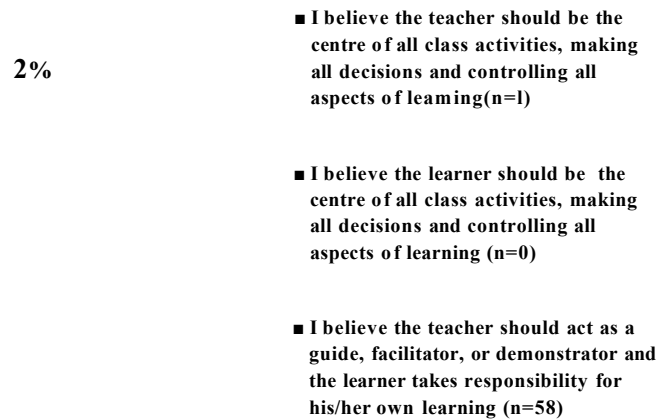 ■ I believe the teacher should be the
centre of all class activities, making
2%
all decisions and controlling all
aspects of leaming(n=l)
■ I believe the learner should be the
centre of all class activities, making
all decisions and controlling all
aspects of learning (n=0)
■ I believe the teacher should act as a
guide, facilitator, or demonstrator and
the learner takes responsibility for
his/her own learning (n=58)